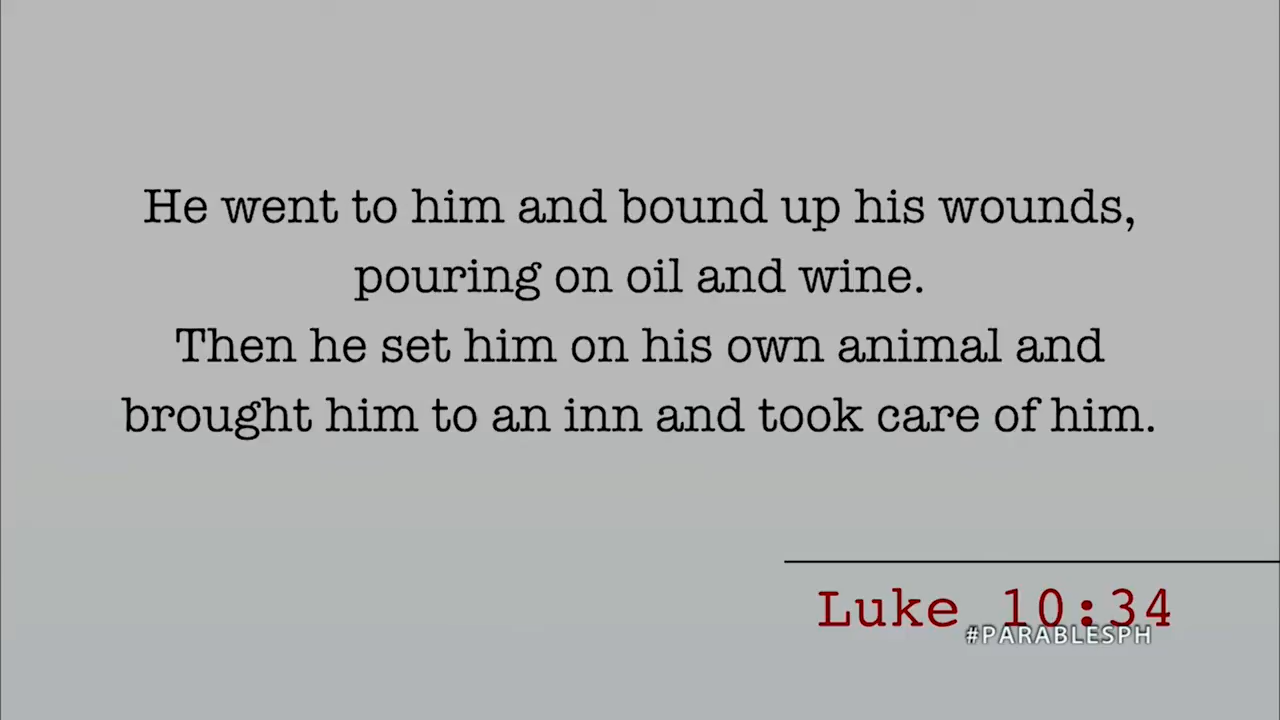 He went to him and bound up his wounds,
pouring on oil and wine.
Then he set him on his own animal and
brought him to an inn and took care of him.
Luke 10:34
#PARABLESPH